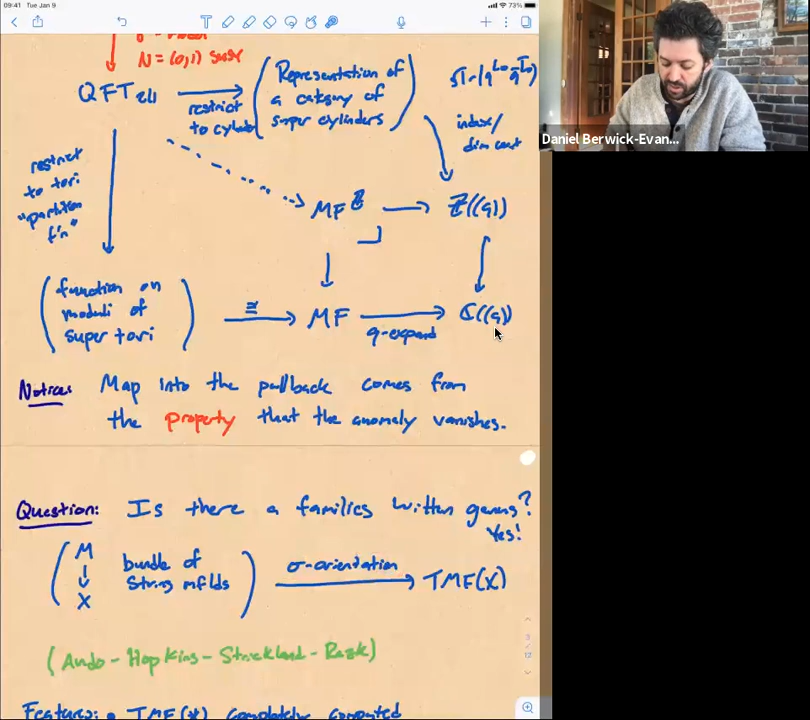 09:41 Tue Jan 9
73%
N = (0,1) SUSY
QFT 2|1
restrict
to cylinder
Representation of
a category of
super cylinders
index/
dim count
restrict
to tori
"partition
f'n"
MF^ℤ
ℤ((q))
function on
moduli of
super tori
≅
MF
q-expand
ℂ((q))
Notice: Map into the pullback comes from
the property that the anomaly vanishes.
Question: Is there a families Witten genus?
Yes!
M
↓
X
bundle of
String mflds
σ-orientation
TMF(X)
(Ando-Hopkins-Strickland-Rezk)
Features: • TMF(*) completely computed
Daniel Berwick-Evan...